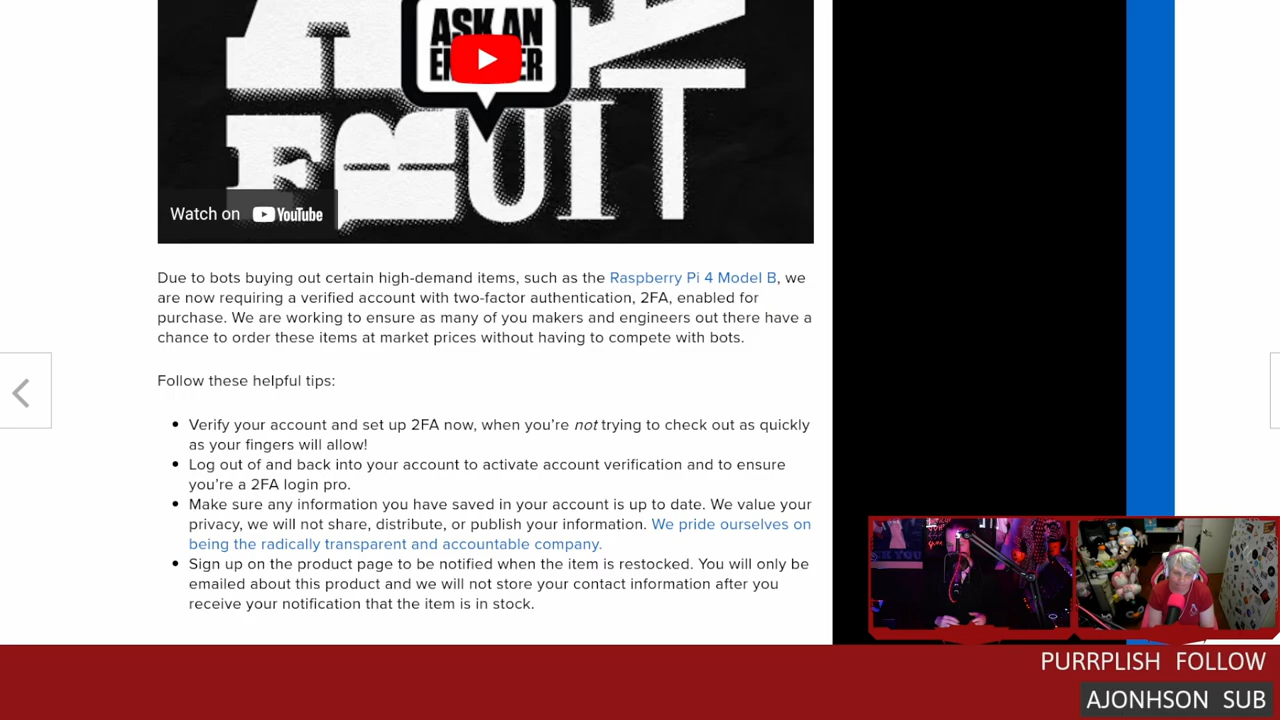 ASK AN
FRUIT
Watch on YouTube
Due to bots buying out certain high-demand items, such as the Raspberry Pi 4 Model B, we
are now requiring a verified account with two-factor authentication, 2FA, enabled for
purchase. We are working to ensure as many of you makers and engineers out there have a
chance to order these items at market prices without having to compete with bots.
Follow these helpful tips:
• Verify your account and set up 2FA now, when you’re not trying to check out as quickly
as your fingers will allow!
• Log out of and back into your account to activate account verification and to ensure
you’re a 2FA login pro.
• Make sure any information you have saved in your account is up to date. We value your
privacy, we will not share, distribute, or publish your information. We pride ourselves on
being the radically transparent and accountable company.
• Sign up on the product page to be notified when the item is restocked. You will only be
emailed about this product and we will not store your contact information after you
receive your notification that the item is in stock.
PURRPLISH FOLLOW
AJONHSON SUB